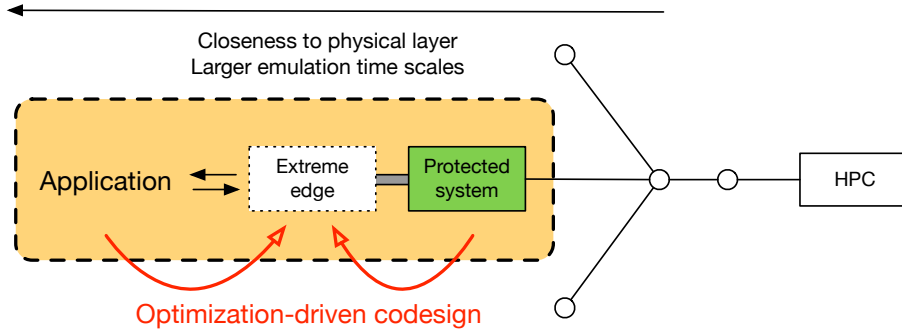 Closeness to physical layer
Larger emulation time scales
Application
Extreme
edge
Protected
system
HPC
Optimization-driven codesign